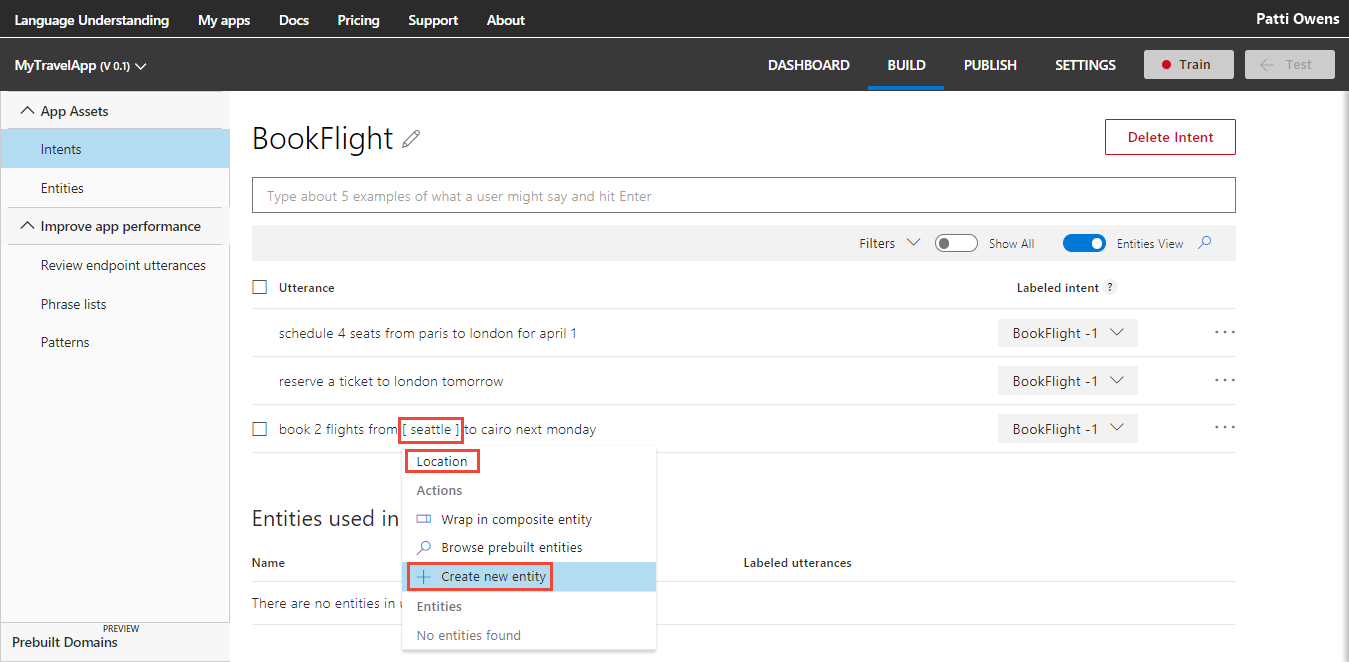 Language Understanding My apps Docs Pricing Support About Patti Owens
MyTravelApp (V 0.1) DASHBOARD BUILD PUBLISH SETTINGS Train Test
App Assets
Intents
Entities
Improve app performance
Review endpoint utterances
Phrase lists
Patterns
PREVIEW
Prebuilt Domains
BookFlight Delete Intent
Type about 5 examples of what a user might say and hit Enter
Filters Show All Entities View
Utterance Labeled intent ?
schedule 4 seats from paris to london for april 1 BookFlight -1 ...
reserve a ticket to london tomorrow BookFlight -1 ...
book 2 flights from [ seattle ] to cairo next monday BookFlight -1 ...
Location
Actions
Wrap in composite entity
Browse prebuilt entities
Create new entity
Entities
No entities found
Entities used in
Name Labeled utterances
There are no entities in